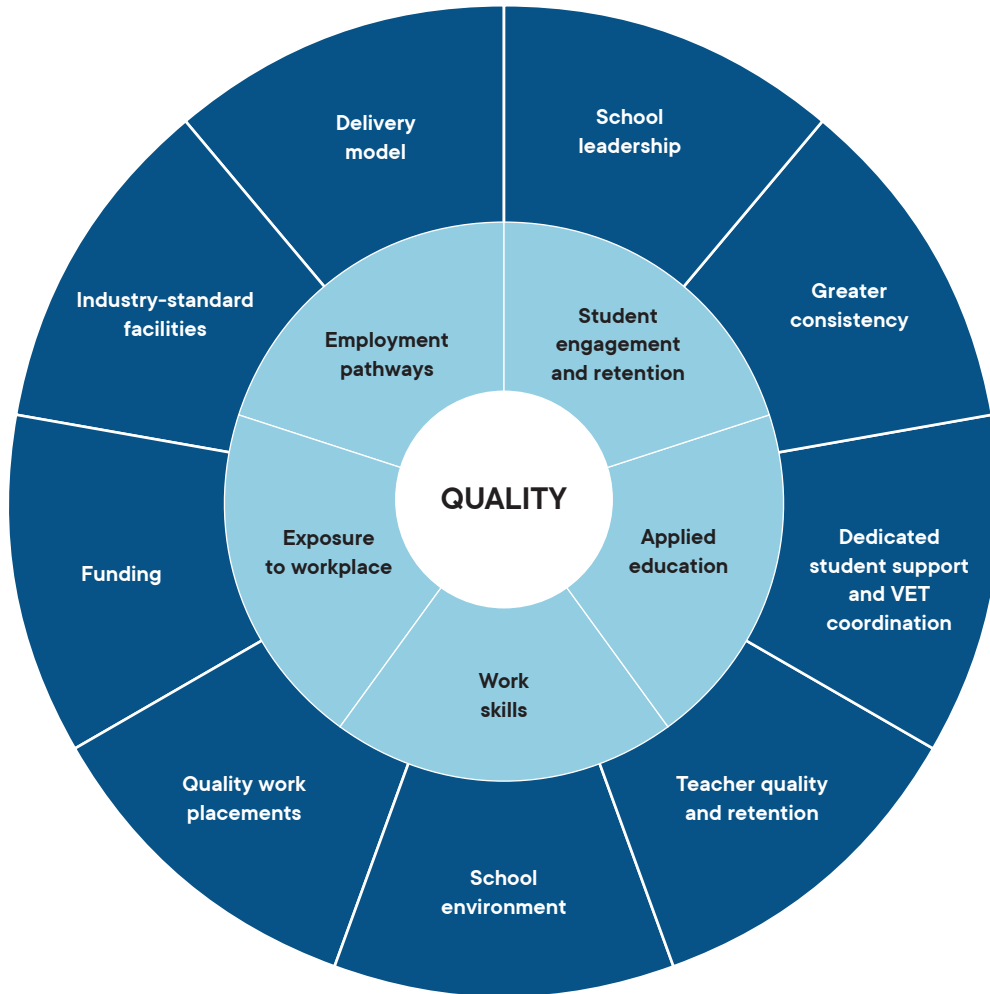 Delivery
model
School
leadership
Industry-standard
facilities
Greater
consistency
Employment
pathways
Student
engagement
and retention
QUALITY
Exposure
to workplace
Applied
education
Funding
Dedicated
student support
and VET
coordination
Work
skills
Quality work
placements
Teacher quality
and retention
School
environment